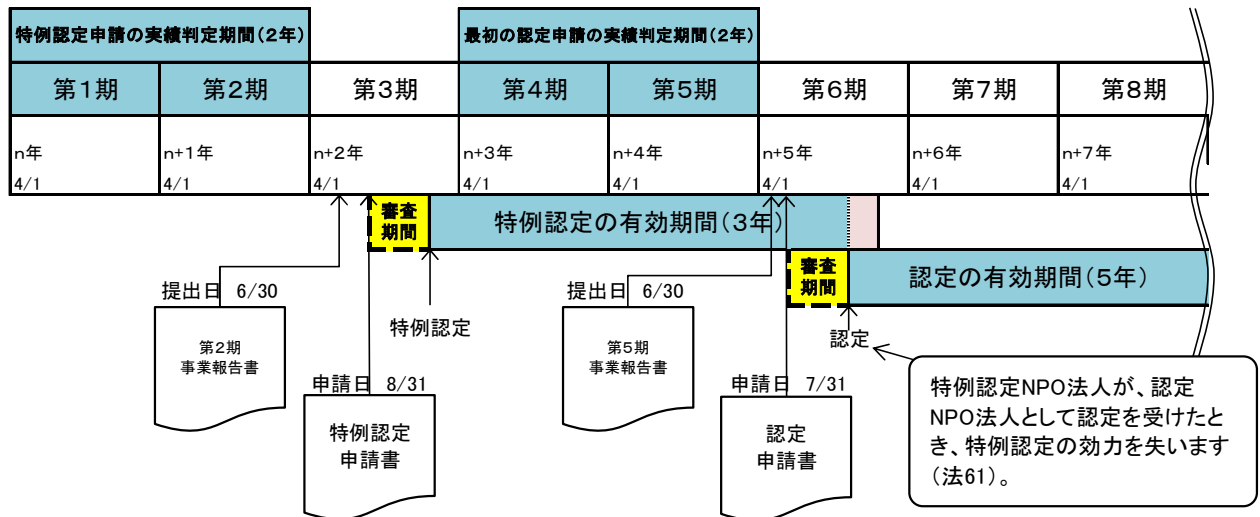 特例認定申請の実績判定期間(2年)
最初の認定申請の実績判定期間(2年)
第1期
第2期
第3期
第4期
第5期
第6期
第7期
第8期
n年
n+1年
n+2年
n+3年
n+4年
n+5年
n+6年
n+7年
4/1
4/1
4/1
4/1
4/1
4/1
4/1
4/1
審査
期間
特例認定の有効期間(3年)
審査
期間
認定の有効期間(5年)
提出日 6/30
第2期
事業報告書
特例認定
申請日 8/31
特例認定
申請書
提出日 6/30
第5期
事業報告書
申請日 7/31
認定
申請書
認定
特例認定NPO法人が、認定
NPO法人として認定を受けたと
き、特例認定の効力を失います
(法61)。